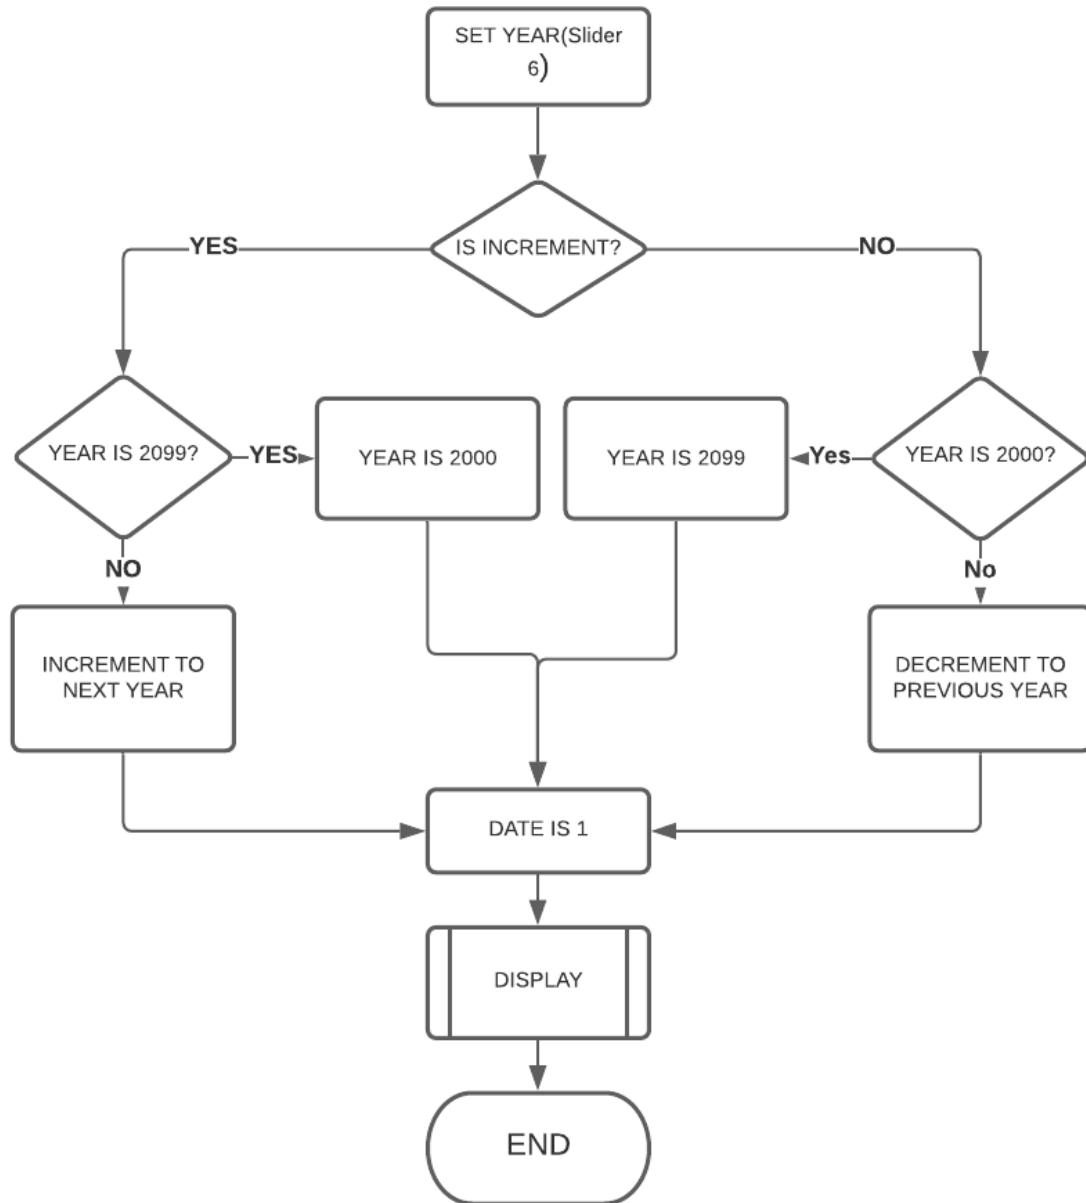 SET YEAR(Slider
6)
IS INCREMENT?
YES
NO
YEAR IS 2099?
YES
YEAR IS 2000
YEAR IS 2099
Yes
YEAR IS 2000?
NO
No
INCREMENT TO
NEXT YEAR
DECREMENT TO
PREVIOUS YEAR
DATE IS 1
DISPLAY
END